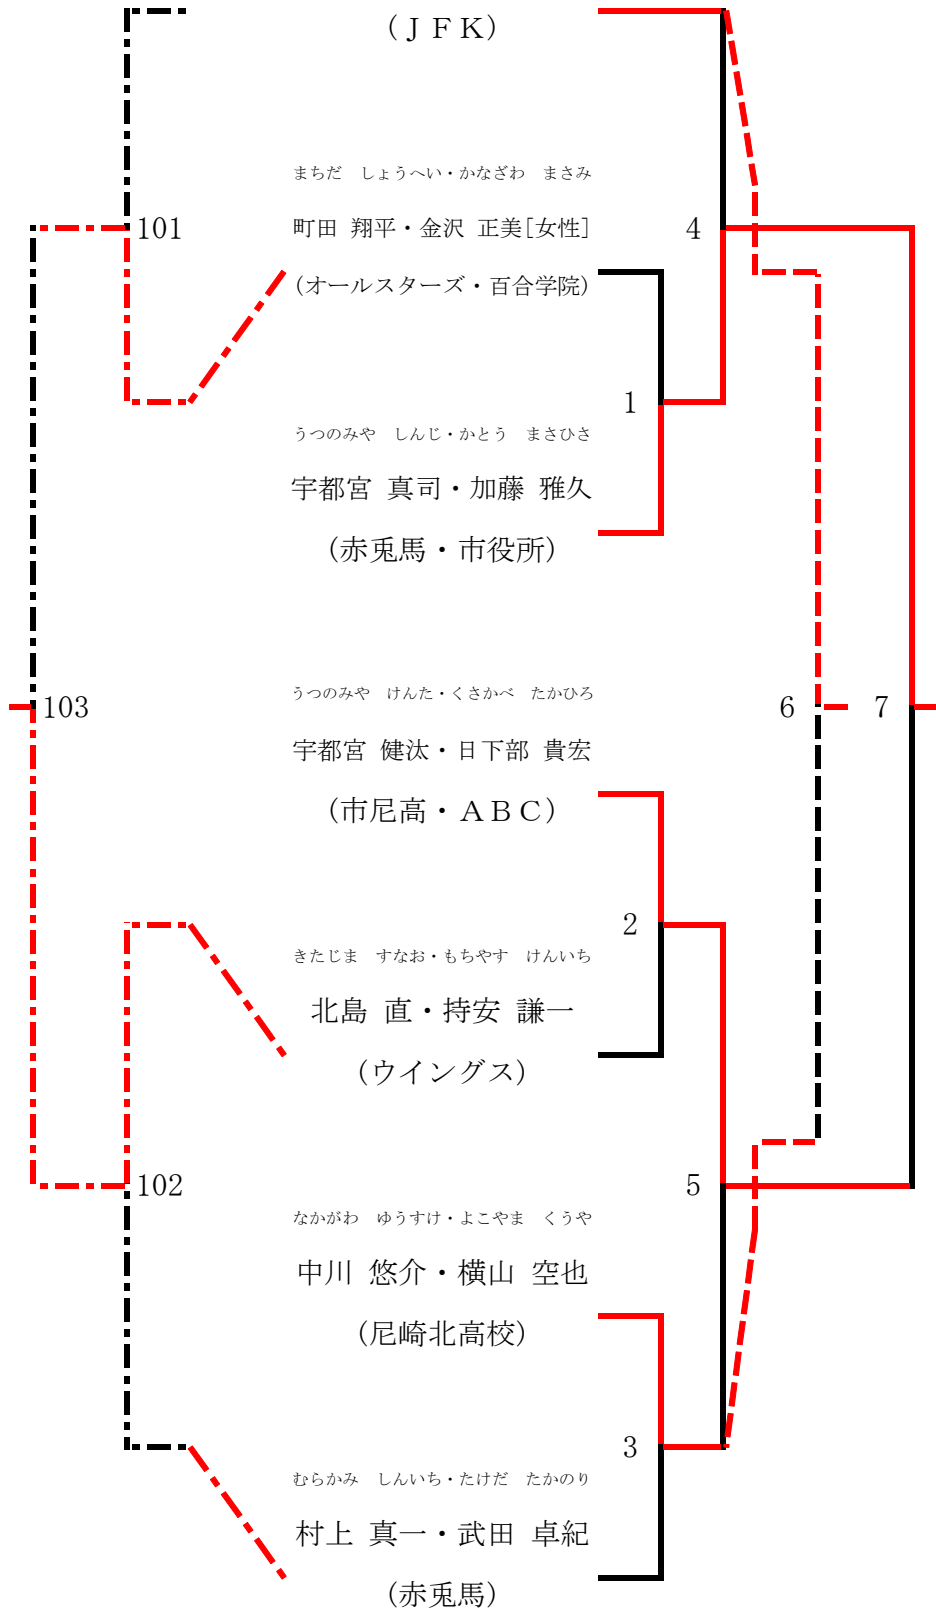 (ＪＦＫ)
まちだ　しょうへい・かなざわ　まさみ
101
町田 翔平・金沢 正美[女性]
4
(オールスターズ・百合学院)
1
うつのみや　しんじ・かとう　まさひさ
宇都宮 真司・加藤 雅久
(赤兎馬・市役所)
うつのみや　けんた・くさかべ　たかひろ
103
6
7
宇都宮 健汰・日下部 貴宏
(市尼高・ＡＢＣ)
2
きたじま　すなお・もちやす　けんいち
北島 直・持安 謙一
(ウイングス)
102
5
なかがわ　ゆうすけ・よこやま　くうや
中川 悠介・横山 空也
(尼崎北高校)
3
むらかみ　しんいち・たけだ　たかのり
村上 真一・武田 卓紀
(赤兎馬)